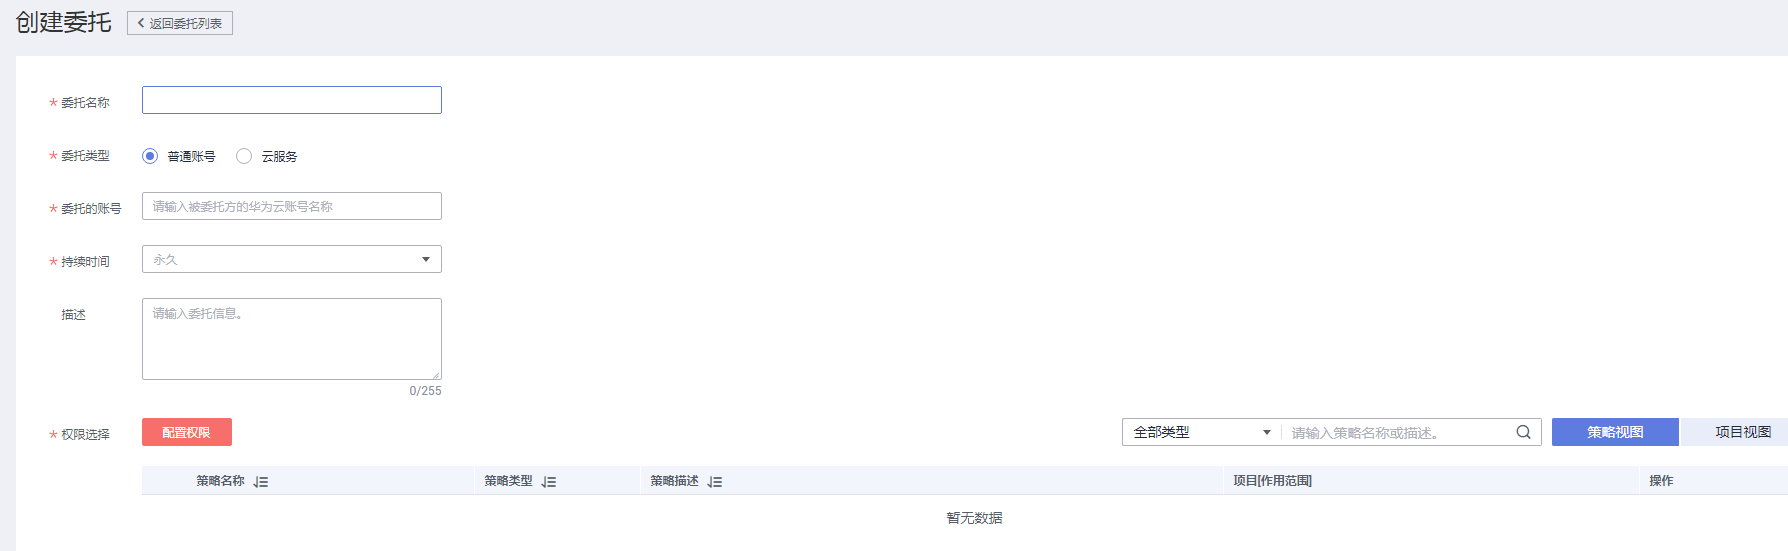 创建委托 返回委托列表
* 委托名称
* 委托类型 普通账号 云服务
* 委托的账号 请输入被委托方的华为云账号名称
* 持续时间 永久
描述 请输入委托信息。
0/255
* 权限选择 配置权限 全部类型 请输入策略名称或描述。 策略视图 项目视图
策略名称 策略类型 策略描述 项目[作用范围] 操作
暂无数据